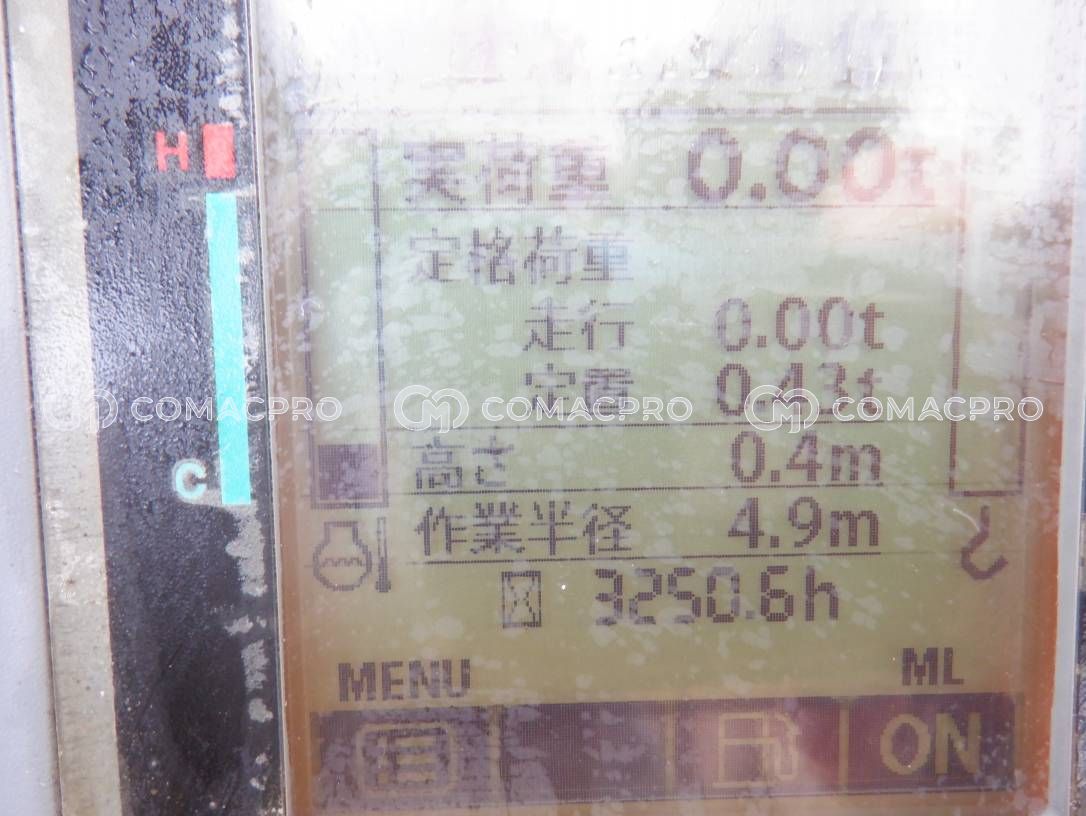 H
実荷重 0.00t
定格荷重
走行 0.00t
定置 0.43t
COMACPRO COMACPRO COMACPRO
C
高さ 0.4m
作業半径 4.9m
3250.6h
MENU ML
ON